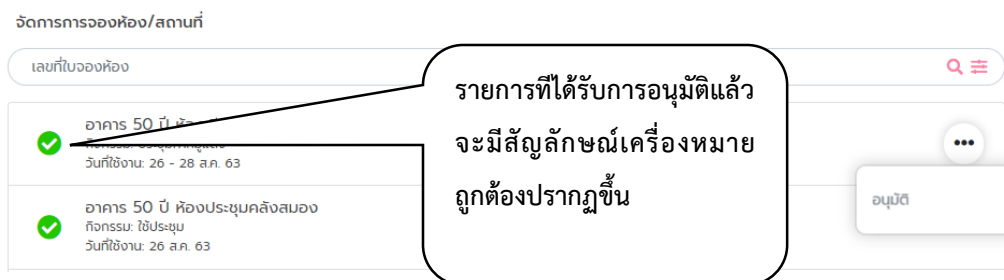 จัดการการจองห้อง/สถานที่
เลขที่ใบจองห้อง
อาคาร 50 ปี
กิจกรรม:
วันที่ใช้งาน: 26 - 28 ส.ค. 63
รายการที่ได้รับการอนุมัติแล้ว
จะมีสัญลักษณ์เครื่องหมาย
ถูกต้องปรากฏขึ้น
อนุมัติ
อาคาร 50 ปี ห้องประชุมคลังสมอง
กิจกรรม: ใช้ประชุม
วันที่ใช้งาน: 26 ส.ค. 63